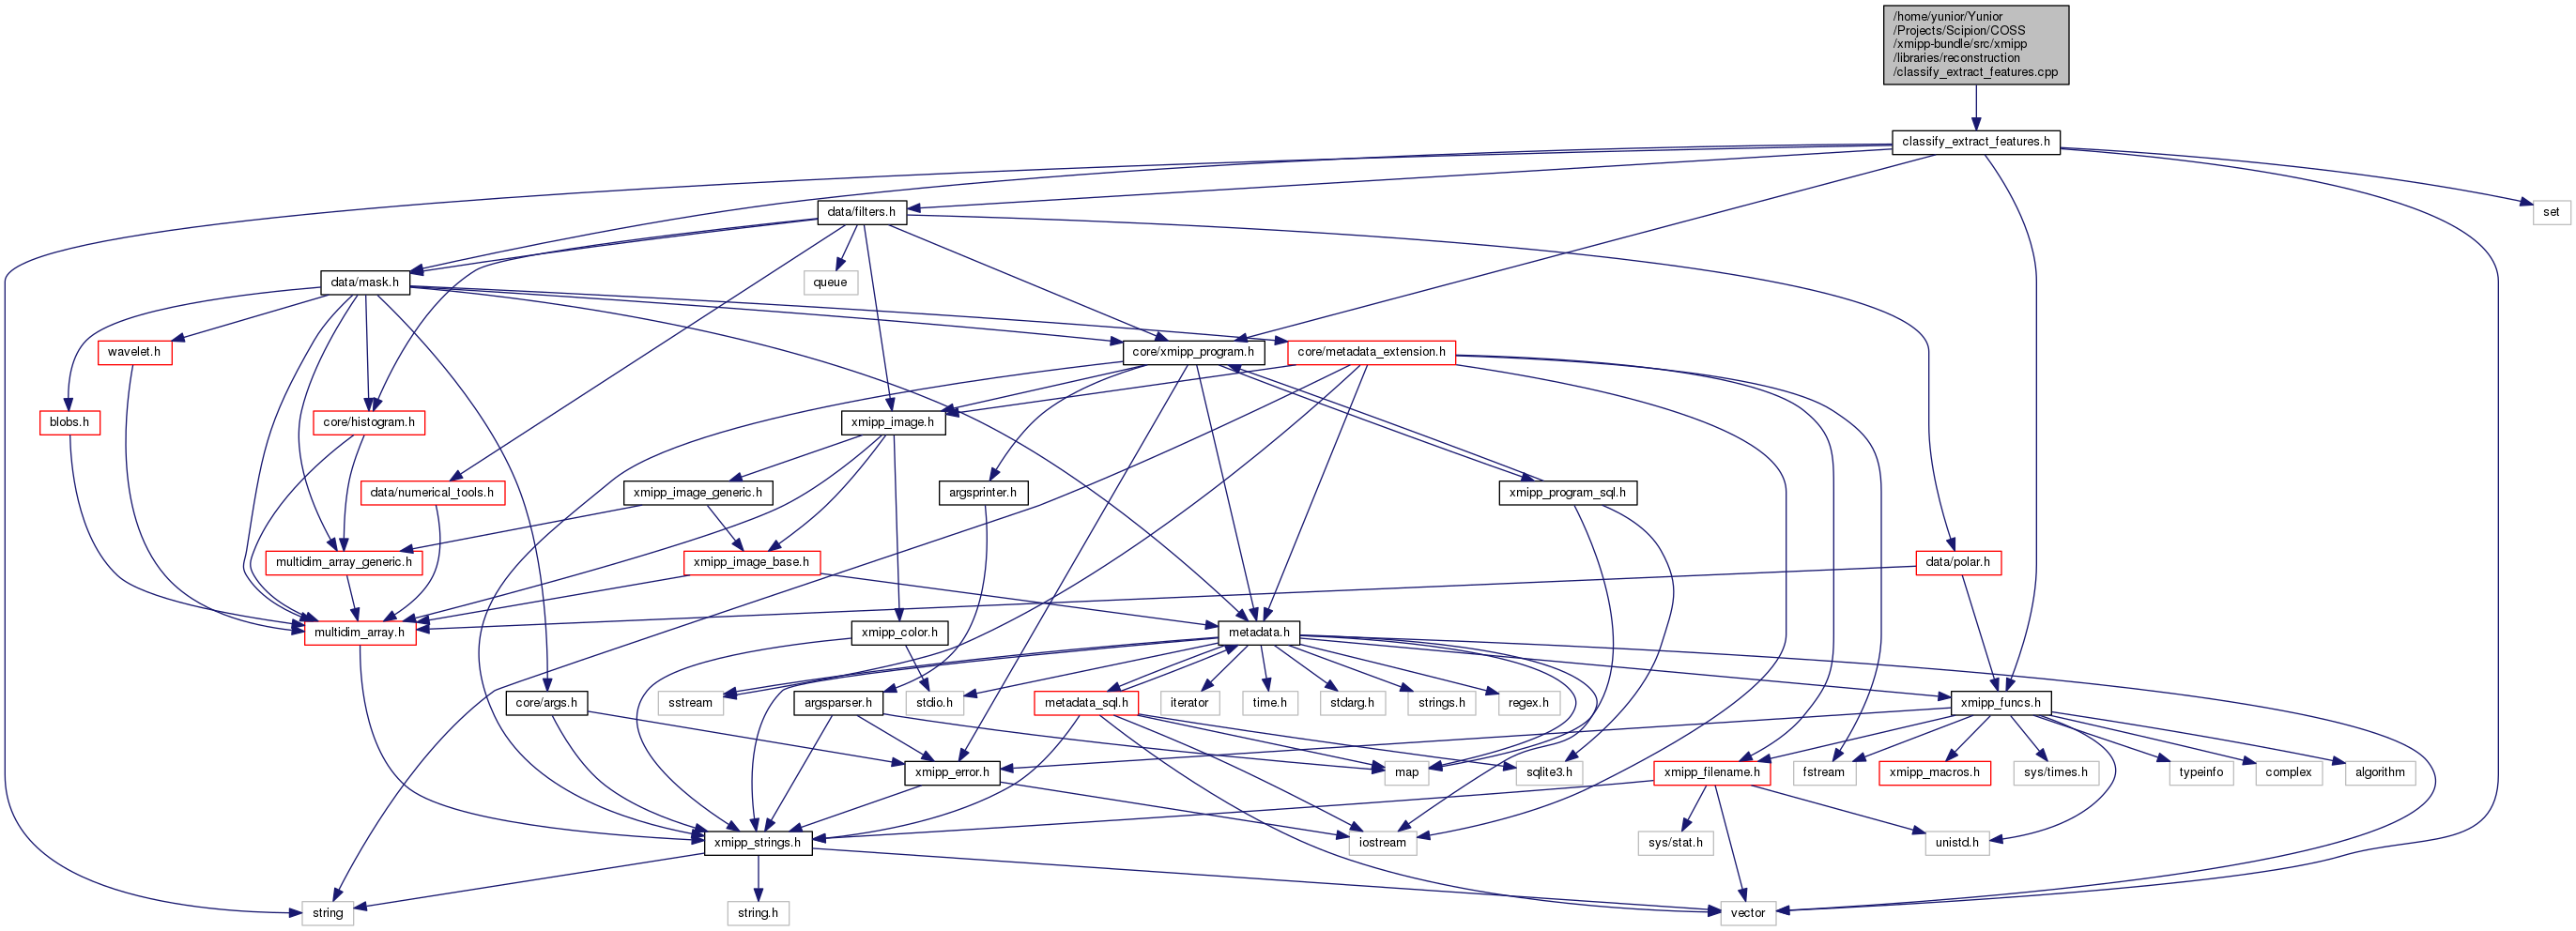 /home/yunior/Yunior
/Projects/Scipion/COSS
/xmipp-bundle/src/xmipp
/libraries/reconstruction
/classify_extract_features.cpp
classify_extract_features.h
data/filters.h
set
data/mask.h
queue
wavelet.h
core/xmipp_program.h
core/metadata_extension.h
blobs.h
core/histogram.h
xmipp_image.h
data/numerical_tools.h
xmipp_image_generic.h
argsprinter.h
xmipp_program_sql.h
multidim_array_generic.h
xmipp_image_base.h
data/polar.h
multidim_array.h
xmipp_color.h
metadata.h
core/args.h
sstream
argsparser.h
stdio.h
metadata_sql.h
iterator
time.h
stdarg.h
strings.h
regex.h
xmipp_funcs.h
xmipp_error.h
map
sqlite3.h
xmipp_filename.h
fstream
xmipp_macros.h
sys/times.h
typeinfo
complex
algorithm
xmipp_strings.h
iostream
sys/stat.h
unistd.h
string
string.h
vector